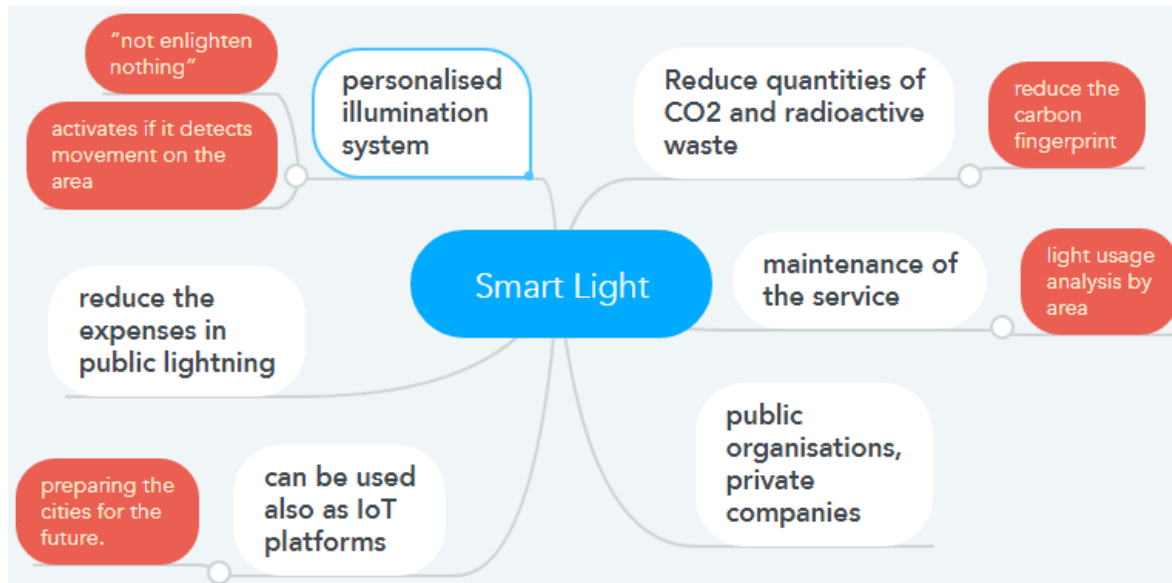 "not enlighten
nothing"
activates if it detects
movement on the
area
personalised
illumination
system
Reduce quantities of
CO2 and radioactive
waste
reduce the
carbon
fingerprint
Smart Light
maintenance of
the service
light usage
analysis by
area
reduce the
expenses in
public lightning
public
organisations,
private
companies
preparing the
cities for the
future.
can be used
also as IoT
platforms